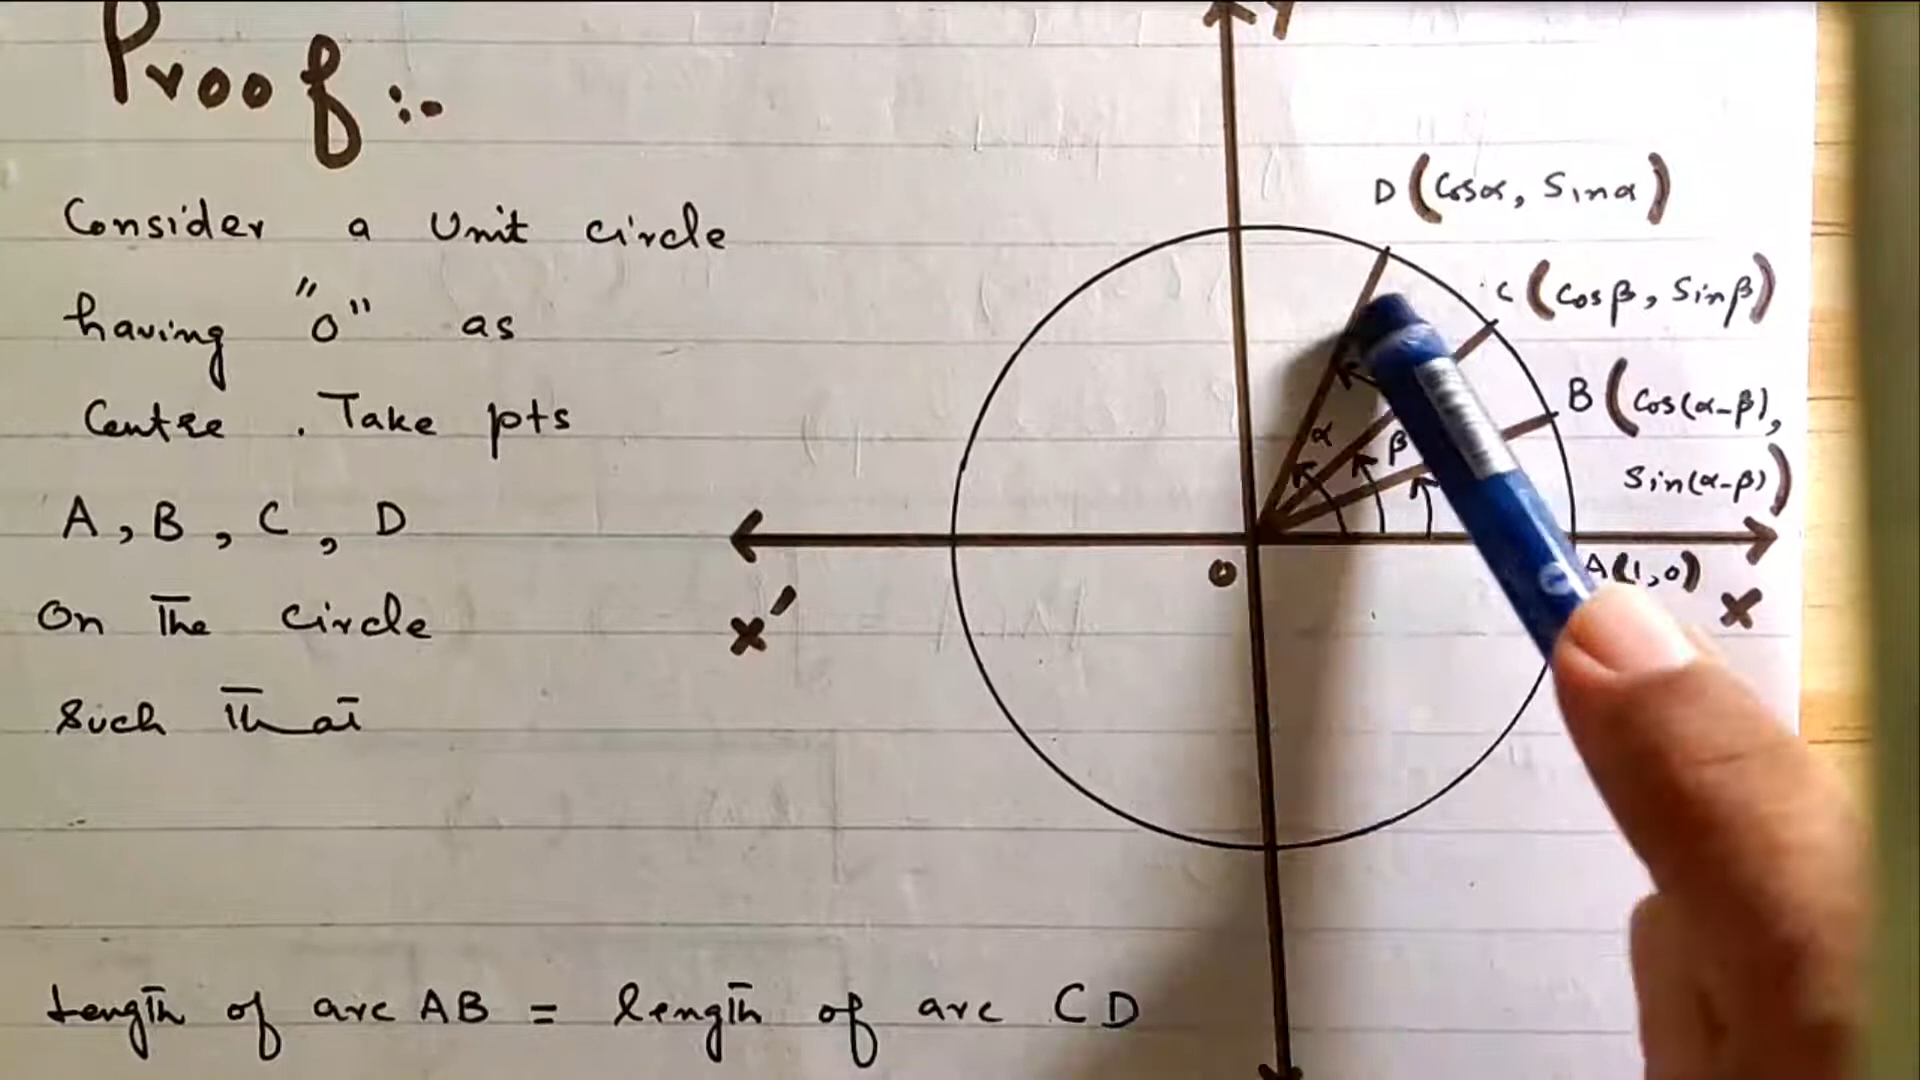 Proof :-
Consider a unit circle
having "O" as
Centre . Take pts
A, B, C, D
On The circle
Such That
Length of arc AB = length of arc CD
Y
D (Cosα, Sinα)
C (Cosβ, Sinβ)
B (Cos(α-β),
Sin(α-β))
α
β
O
A(1,0)
X'
X